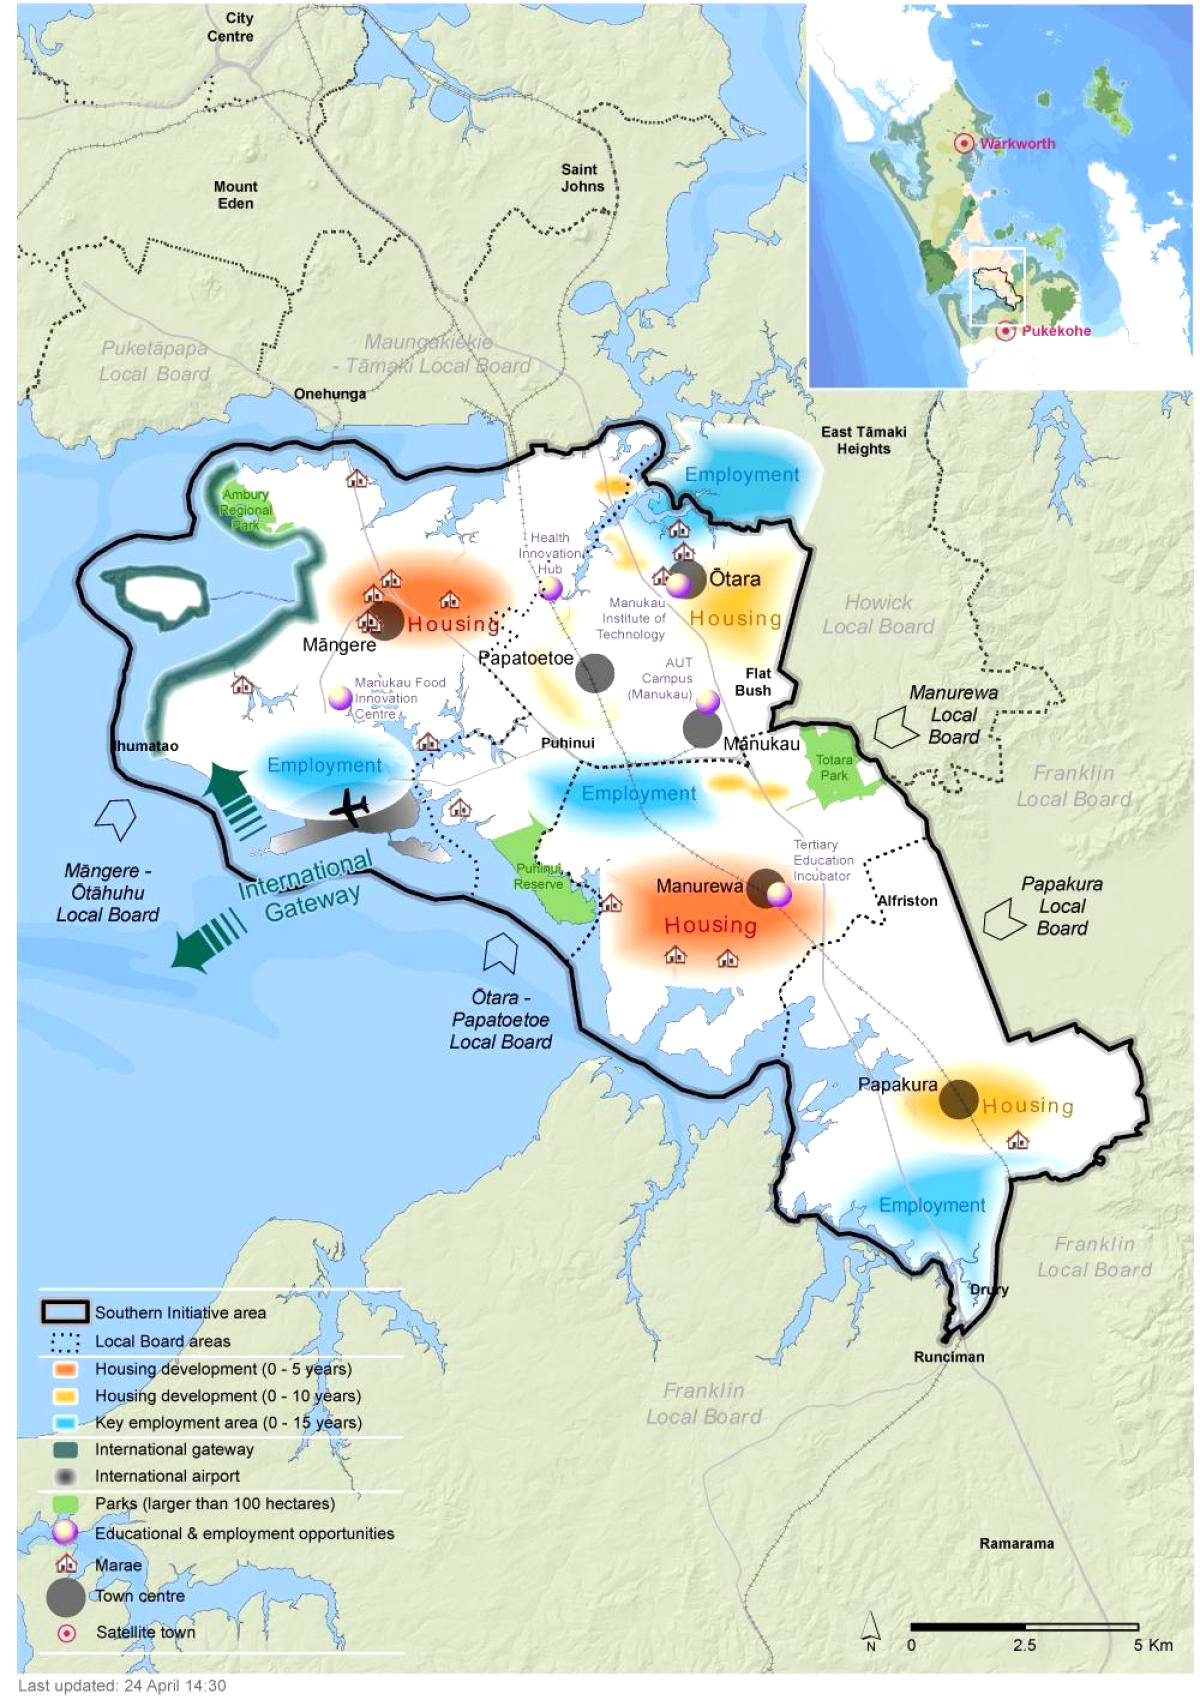 City
Centre
Mount
Eden
Saint
Johns
Warkworth
Pukekohe
Puketāpapa
Local Board
Maungakiekie
- Tāmaki Local Board
Onehunga
East Tāmaki
Heights
Employment
Ambury
Regional
Park
Health
Innovation
Hub
Ōtara
Housing
Manukau
Institute of
Technology
Howick
Local Board
Housing
Māngere
Papatoetoe
AUT
Campus
(Manukau)
Flat
Bush
Manukau Food
Innovation
Centre
Manurewa
Local
Board
Ihumatao
Puhinui
Manukau
Totara
Park
Employment
Employment
Franklin
Local Board
Māngere -
Ōtāhuhu
Local Board
International
Gateway
Puhinui
Reserve
Tertiary
Education
Incubator
Manurewa
Housing
Alfriston
Papakura
Local
Board
Ōtara -
Papatoetoe
Local Board
Papakura
Housing
Employment
Franklin
Local Board
Drury
Runciman
Franklin
Local Board
Ramarama
Southern Initiative area
Local Board areas
Housing development (0 - 5 years)
Housing development (0 - 10 years)
Key employment area (0 - 15 years)
International gateway
International airport
Parks (larger than 100 hectares)
Educational & employment opportunities
Marae
Town centre
Satellite town
N
0 2.5 5 Km
Last updated: 24 April 14:30